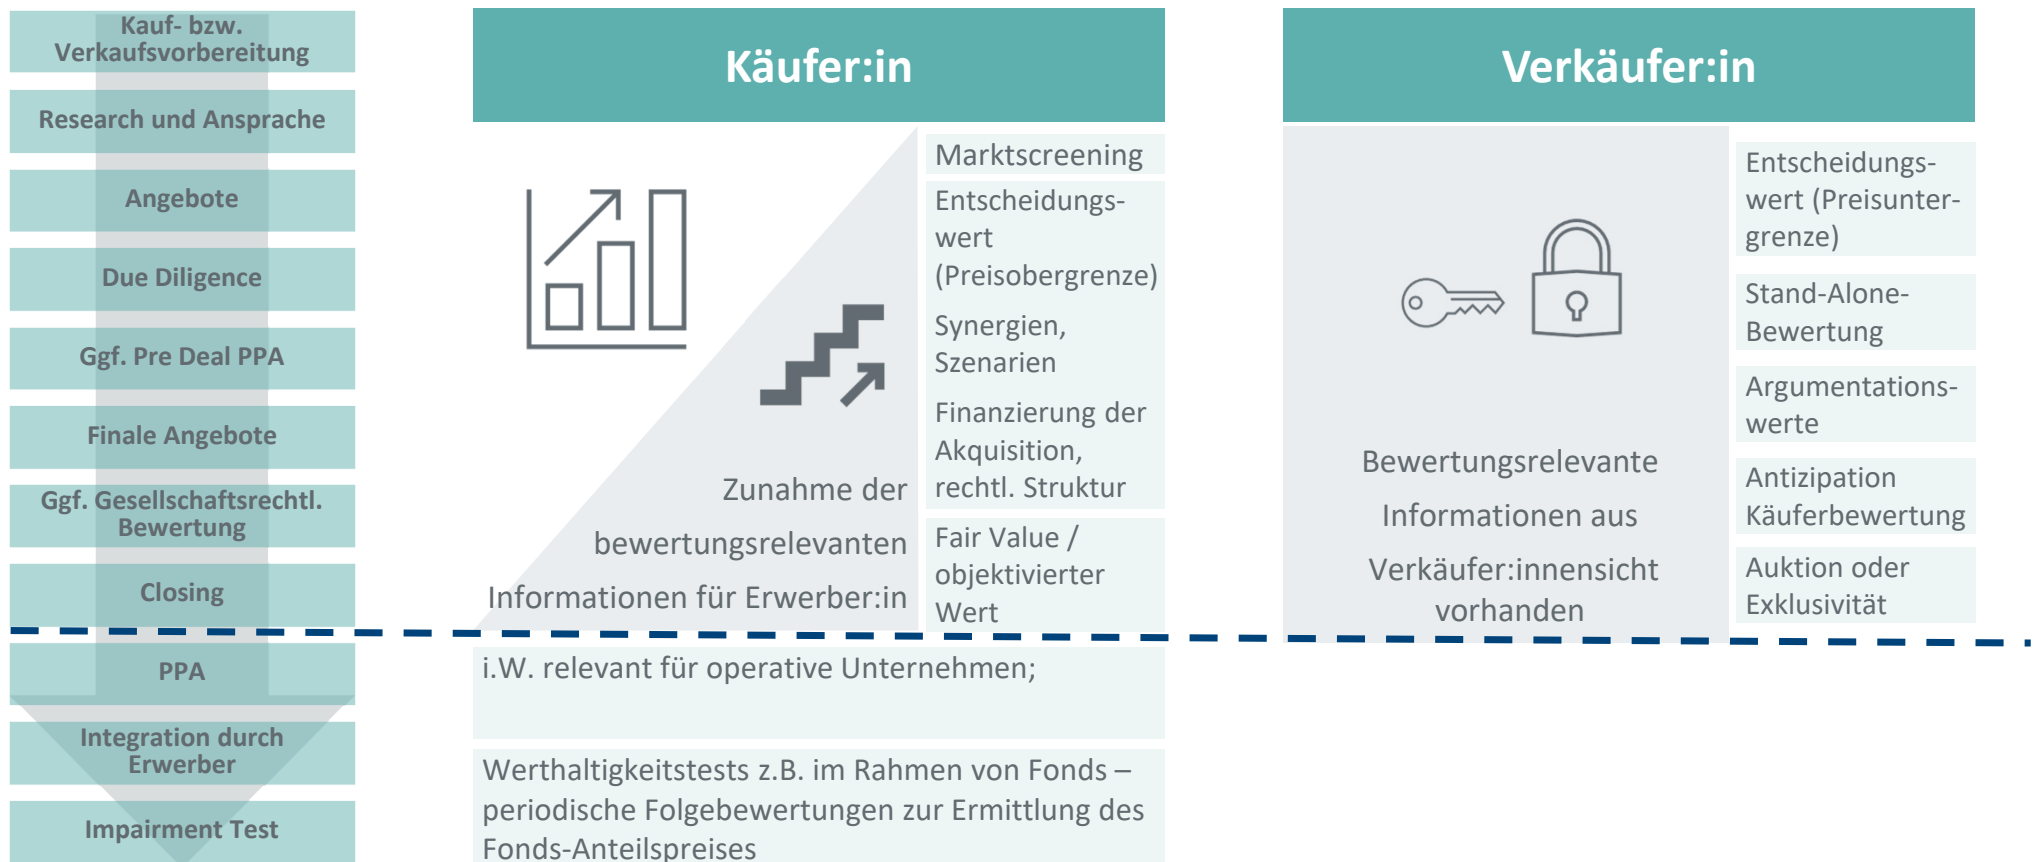 Kauf- bzw.
Verkaufsvorbereitung
Research und Ansprache
Angebote
Due Diligence
Ggf. Pre Deal PPA
Finale Angebote
Ggf. Gesellschaftsrechtl.
Bewertung
Closing
PPA
Integration durch
Erwerber
Impairment Test
Käufer:in
Zunahme der
bewertungsrelevanten
Informationen für Erwerber:in
Marktscreening
Entscheidungs-
wert
(Preisobergrenze)
Synergien,
Szenarien
Finanzierung der
Akquisition,
rechtl. Struktur
Fair Value /
objektivierter
Wert
i.W. relevant für operative Unternehmen;
Werthaltigkeitstests z.B. im Rahmen von Fonds –
periodische Folgebewertungen zur Ermittlung des
Fonds-Anteilspreises
Verkäufer:in
Bewertungsrelevante
Informationen aus
Verkäufer:innensicht
vorhanden
Entscheidungs-
wert (Preisunter-
grenze)
Stand-Alone-
Bewertung
Argumentations-
werte
Antizipation
Käuferbewertung
Auktion oder
Exklusivität